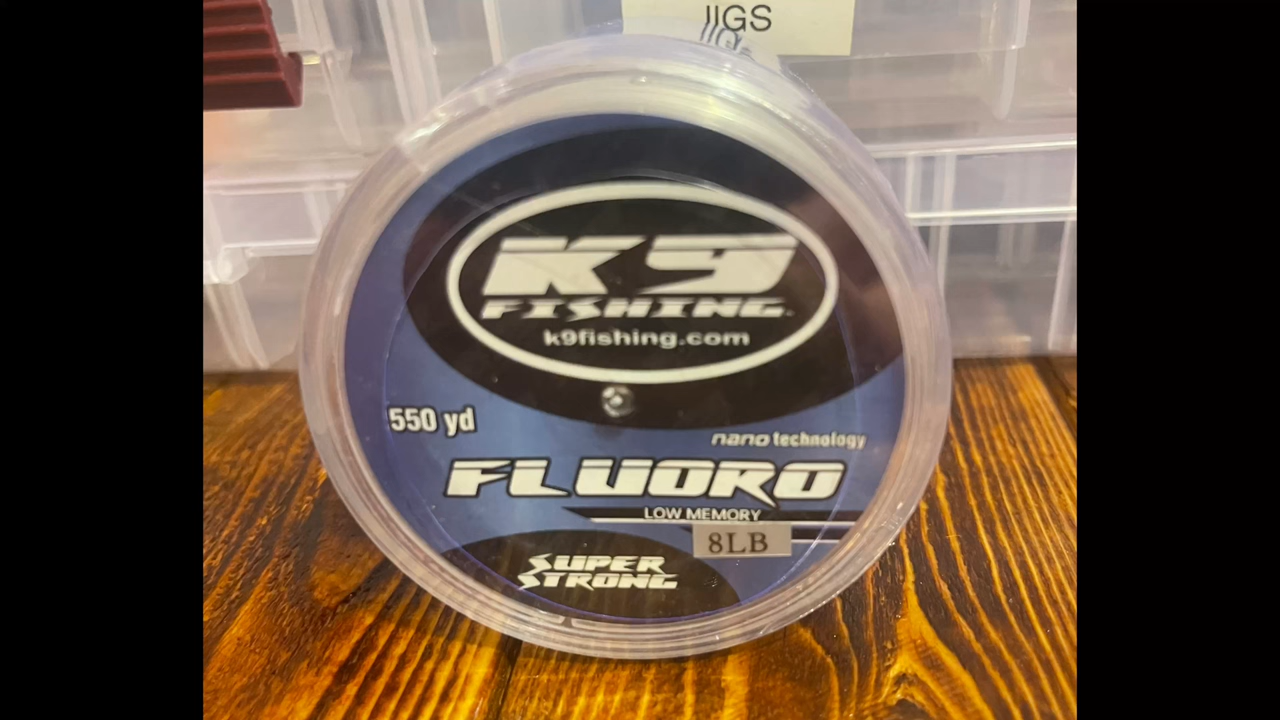 JIGS
K9
FISHING
k9fishing.com
550 yd
nano technology
FLUORO
LOW MEMORY
8LB
SUPER
STRONG